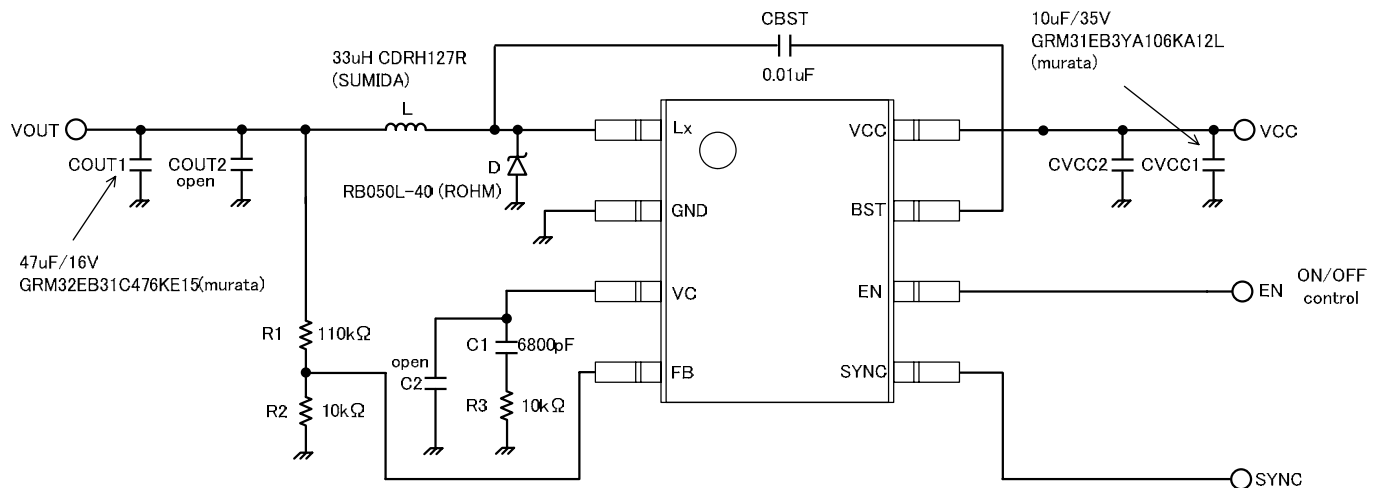 CBST
0.01uF
10uF/35V
GRM31EB3YA106KA12L
(murata)
33uH CDRH127R
(SUMIDA)
L
VOUT
COUT1
COUT2
open
D
RB050L-40 (ROHM)
Lx
VCC
VCC
CVCC2
CVCC1
GND
BST
47uF/16V
GRM32EB31C476KE15(murata)
VC
EN
EN
ON/OFF
control
R1
110kΩ
open
C2
C1
6800pF
FB
SYNC
R2
10kΩ
R3
10kΩ
SYNC